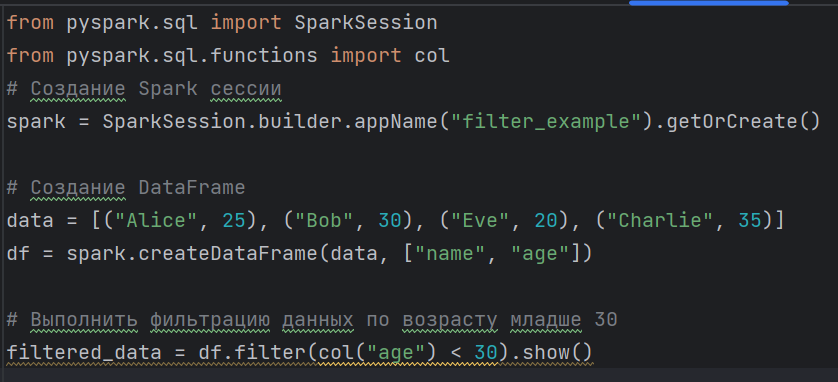 from pyspark.sql import SparkSession
from pyspark.sql.functions import col
# Создание Spark сессии
spark = SparkSession.builder.appName("filter_example").getOrCreate()
# Создание DataFrame
data = [("Alice", 25), ("Bob", 30), ("Eve", 20), ("Charlie", 35)]
df = spark.createDataFrame(data, ["name", "age"])
# Выполнить фильтрацию данных по возрасту младше 30
filtered_data = df.filter(col("age") < 30).show()